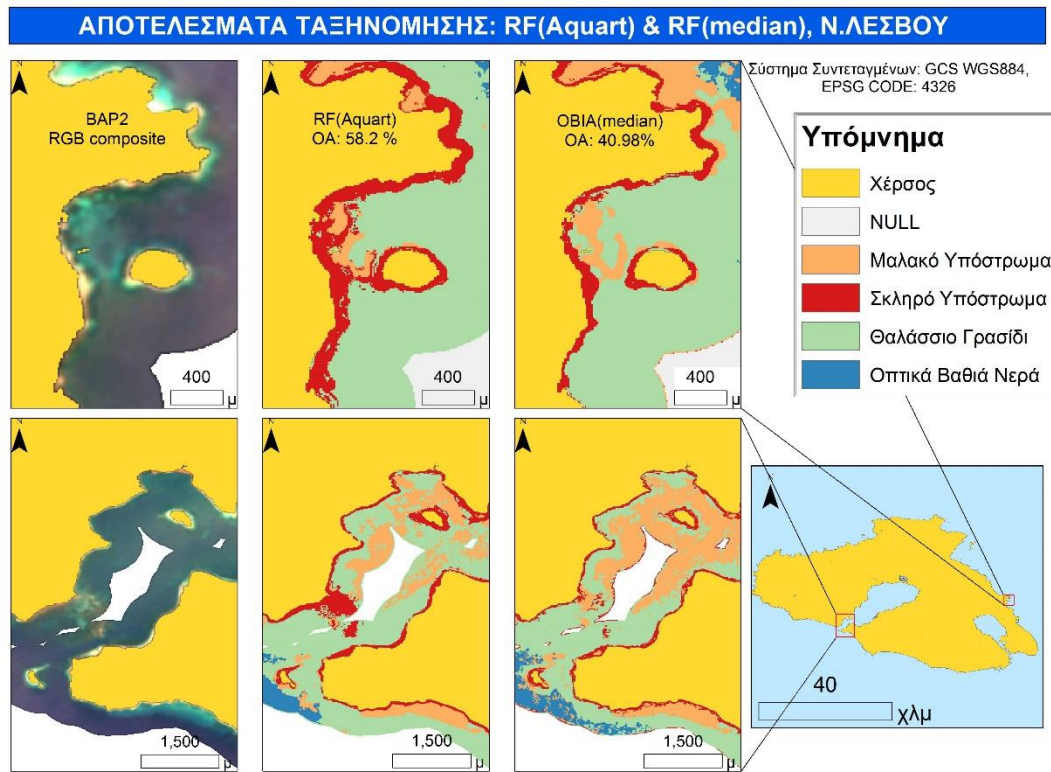 ΑΠΟΤΕΛΕΣΜΑΤΑ ΤΑΞΗΝΟΜΗΣΗΣ: RF(Aquart) & RF(median), Ν.ΛΕΣΒΟΥ
BAP2
RGB composite
RF(Aquart)
OA: 58.2 %
OBIA(median)
OA: 40.98%
Σύστημα Συντεταγμένων: GCS WGS884,
EPSG CODE: 4326
Υπόμνημα
Χέρσος
NULL
Μαλακό Υπόστρωμα
Σκληρό Υπόστρωμα
Θαλάσσιο Γρασίδι
Οπτικά Βαθιά Νερά
400
μ
400
μ
400
μ
N
N
N
N
N
N
1,500
μ
1,500
μ
1,500
μ
40
χλμ